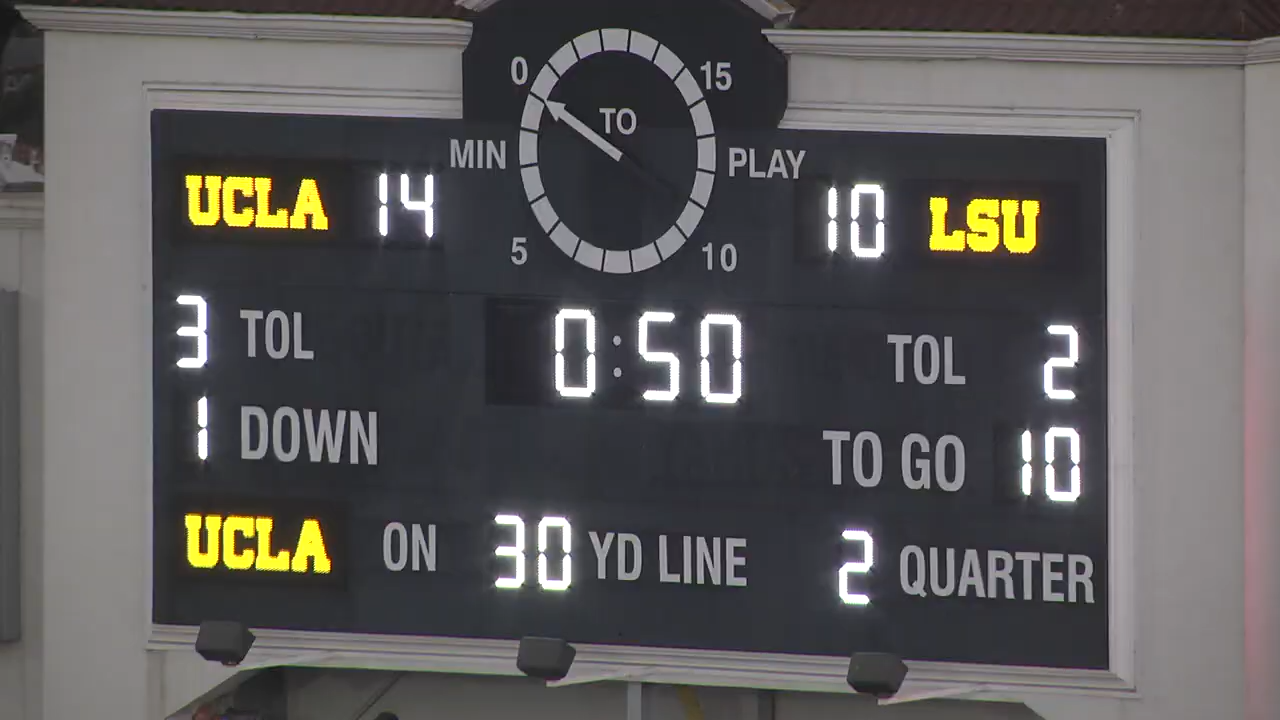 0 15
TO
MIN PLAY
UCLA 14 10 LSU
5 10
3 TOL 0:50 TOL 2
1 DOWN TO GO 10
UCLA ON 30 YD LINE 2 QUARTER